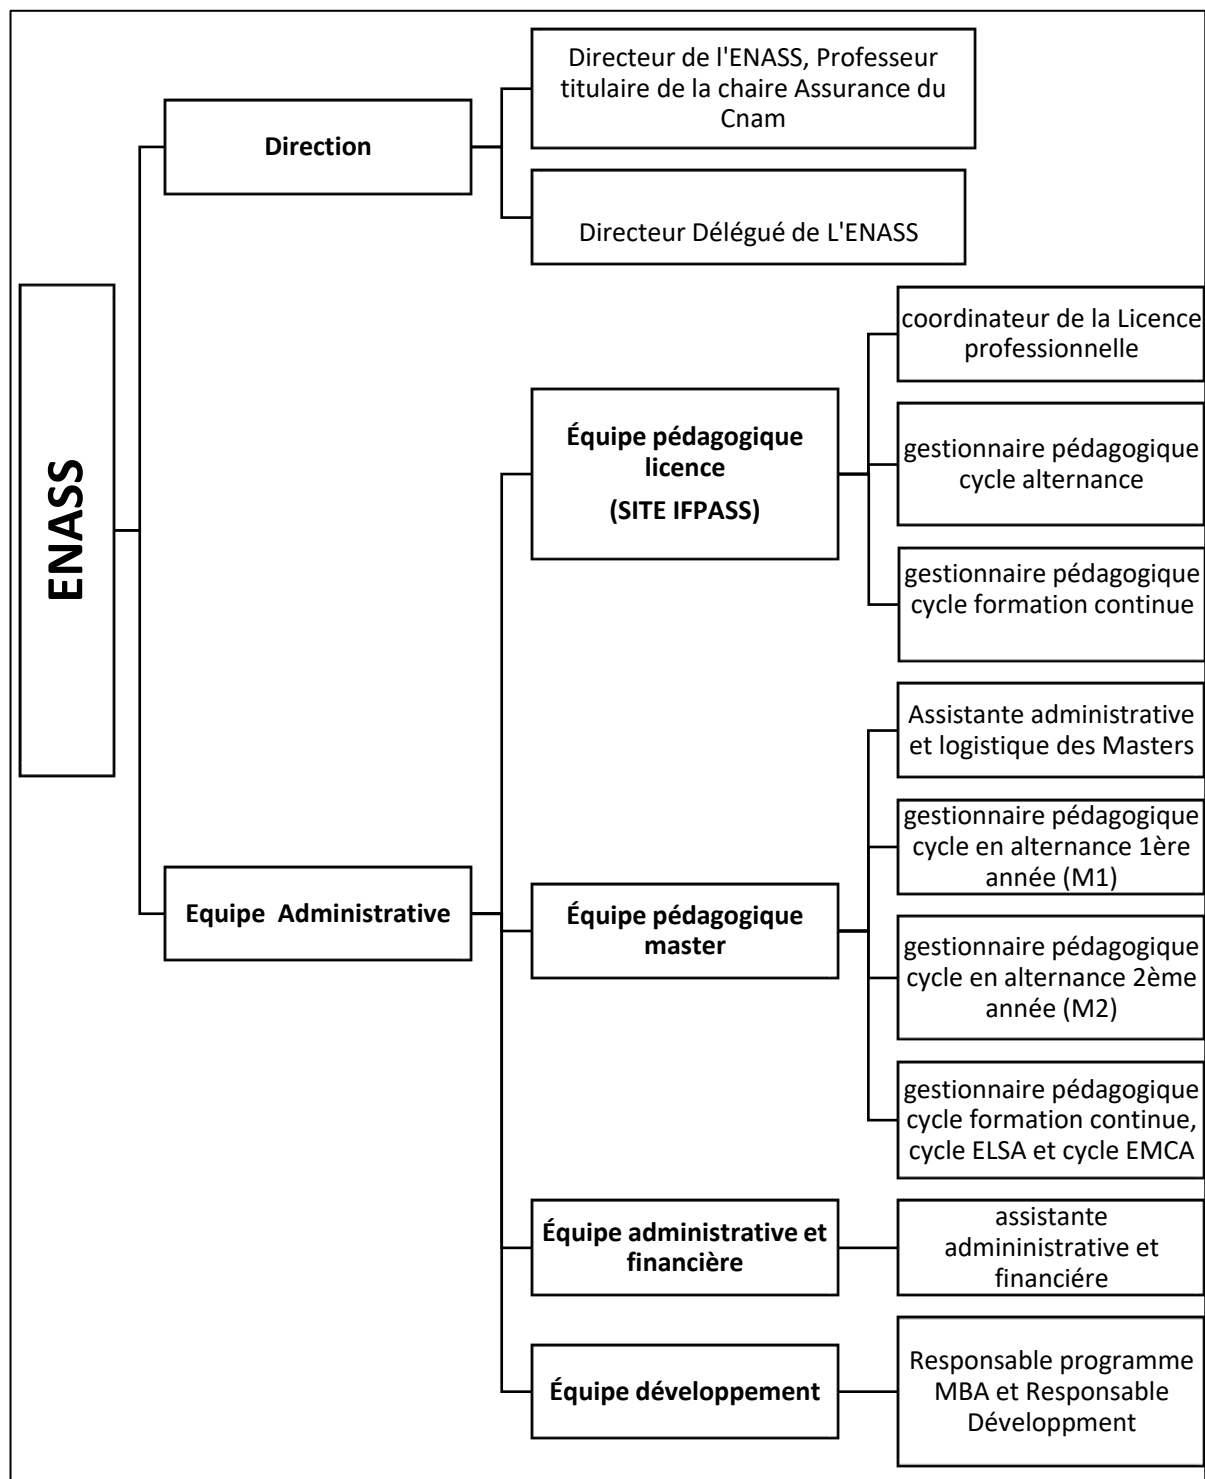 ENASS
Direction
Directeur de l'ENASS, Professeur
titulaire de la chaire Assurance du
Cnam
Directeur Délégué de L'ENASS
Equipe  Administrative
Équipe pédagogique
licence
(SITE IFPASS)
coordinateur de la Licence
professionnelle
gestionnaire pédagogique
cycle alternance
gestionnaire pédagogique
cycle formation continue
Équipe pédagogique
master
Assistante administrative
et logistique des Masters
gestionnaire pédagogique
cycle en alternance 1ère
année (M1)
gestionnaire pédagogique
cycle en alternance 2ème
année (M2)
gestionnaire pédagogique
cycle formation continue,
cycle ELSA et cycle EMCA
Équipe administrative et
financière
assistante
admininistrative et
financiére
Équipe développement
Responsable programme
MBA et Responsable
Développment